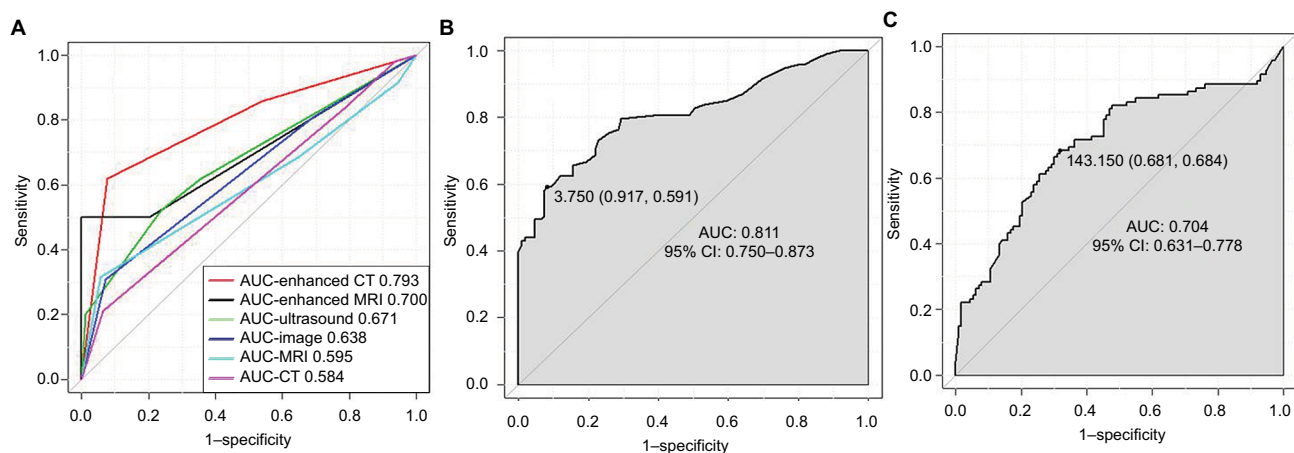 A
Sensitivity
1.0
0.8
0.6
0.4
0.2
0.0
AUC-enhanced CT 0.793
AUC-enhanced MRI 0.700
AUC-ultrasound 0.671
AUC-image 0.638
AUC-MRI 0.595
AUC-CT 0.584
0.0 0.2 0.4 0.6 0.8 1.0
1–specificity
B
Sensitivity
1.0
0.8
0.6
0.4
0.2
0.0
3.750 (0.917, 0.591)
AUC: 0.811
95% CI: 0.750–0.873
0.0 0.2 0.4 0.6 0.8 1.0
1–specificity
C
Sensitivity
1.0
0.8
0.6
0.4
0.2
0.0
143.150 (0.681, 0.684)
AUC: 0.704
95% CI: 0.631–0.778
0.0 0.2 0.4 0.6 0.8 1.0
1–specificity